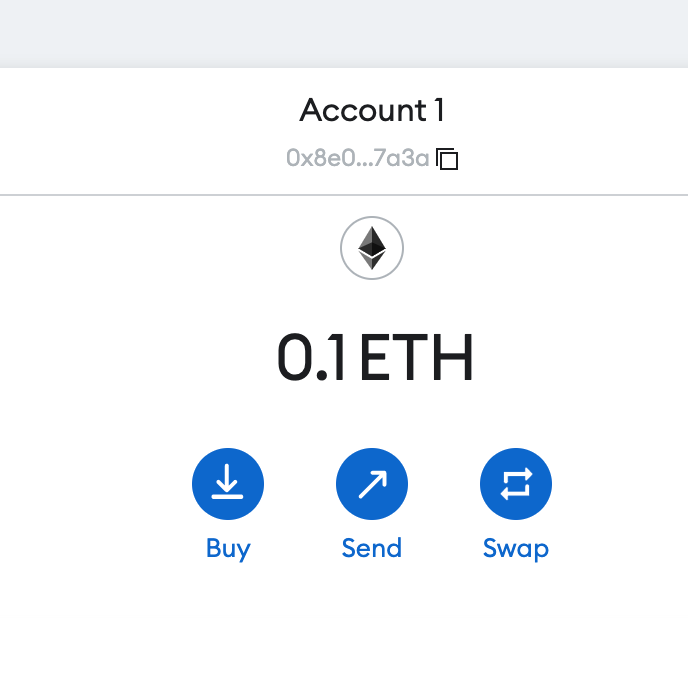 Account 1
0x8e0...7a3a
0.1 ETH
Buy
Send
Swap